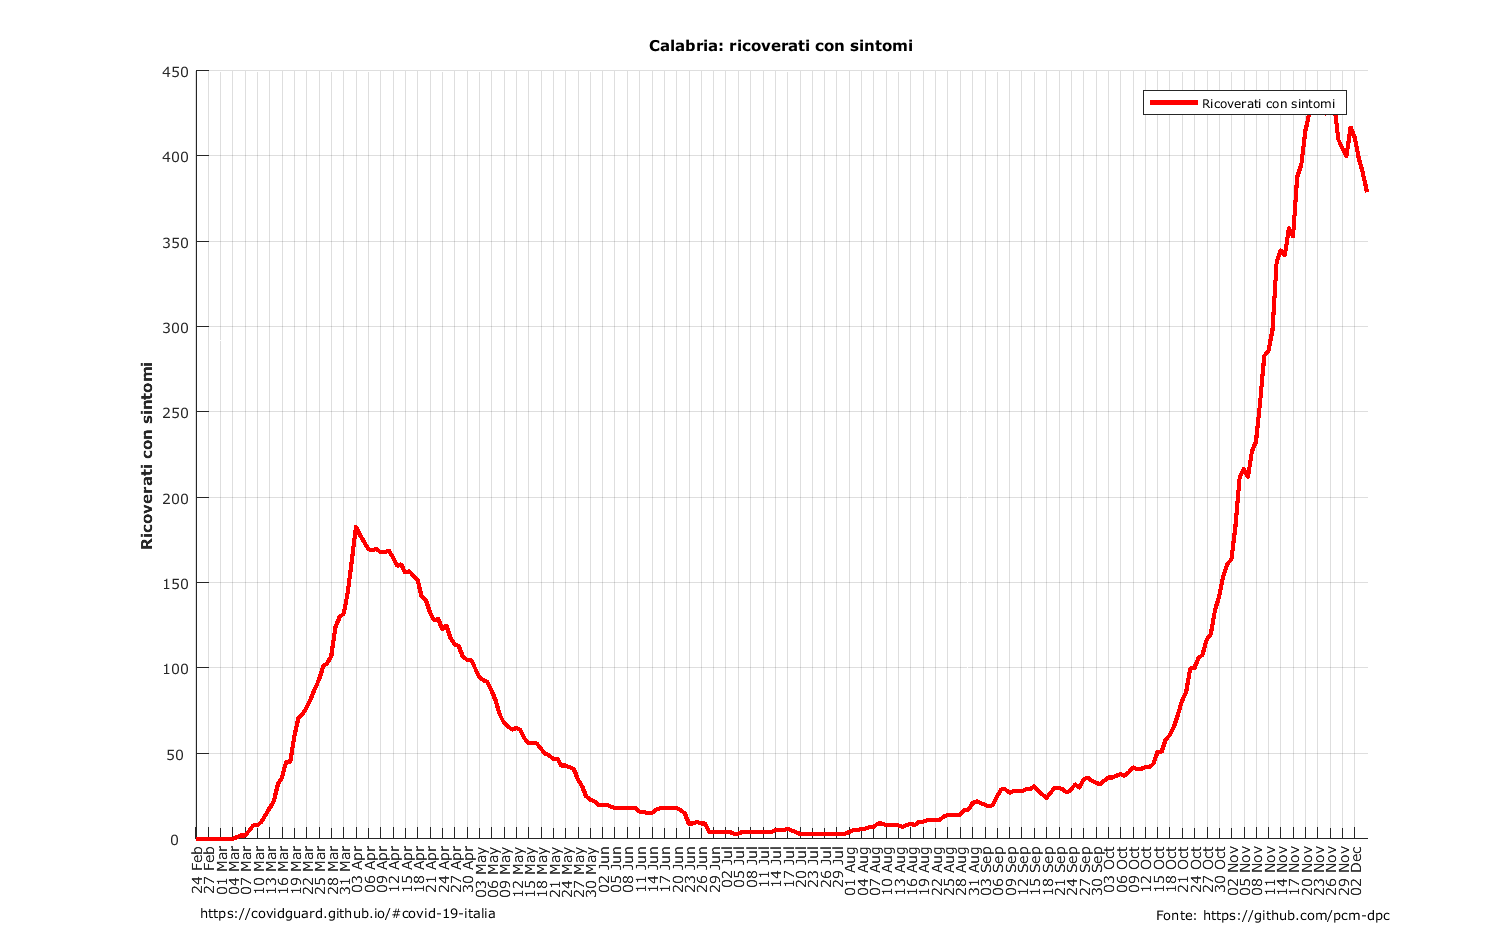 Calabria: ricoverati con sintomi
Ricoverati con sintomi
Ricoverati con sintomi
450
400
350
300
250
200
150
100
50
0
24 Feb
27 Feb
01 Mar
04 Mar
07 Mar
10 Mar
13 Mar
16 Mar
19 Mar
22 Mar
25 Mar
28 Mar
31 Mar
03 Apr
06 Apr
09 Apr
12 Apr
15 Apr
18 Apr
21 Apr
24 Apr
27 Apr
30 Apr
03 May
06 May
09 May
12 May
15 May
18 May
21 May
24 May
27 May
30 May
02 Jun
05 Jun
08 Jun
11 Jun
14 Jun
17 Jun
20 Jun
23 Jun
26 Jun
29 Jun
02 Jul
05 Jul
08 Jul
11 Jul
14 Jul
17 Jul
20 Jul
23 Jul
26 Jul
29 Jul
01 Aug
04 Aug
07 Aug
10 Aug
13 Aug
16 Aug
19 Aug
22 Aug
25 Aug
28 Aug
31 Aug
03 Sep
06 Sep
09 Sep
12 Sep
15 Sep
18 Sep
21 Sep
24 Sep
27 Sep
30 Sep
03 Oct
06 Oct
09 Oct
12 Oct
15 Oct
18 Oct
21 Oct
24 Oct
27 Oct
30 Oct
02 Nov
05 Nov
08 Nov
11 Nov
14 Nov
17 Nov
20 Nov
23 Nov
26 Nov
29 Nov
02 Dec
https://covidguard.github.io/#covid-19-italia
Fonte: https://github.com/pcm-dpc